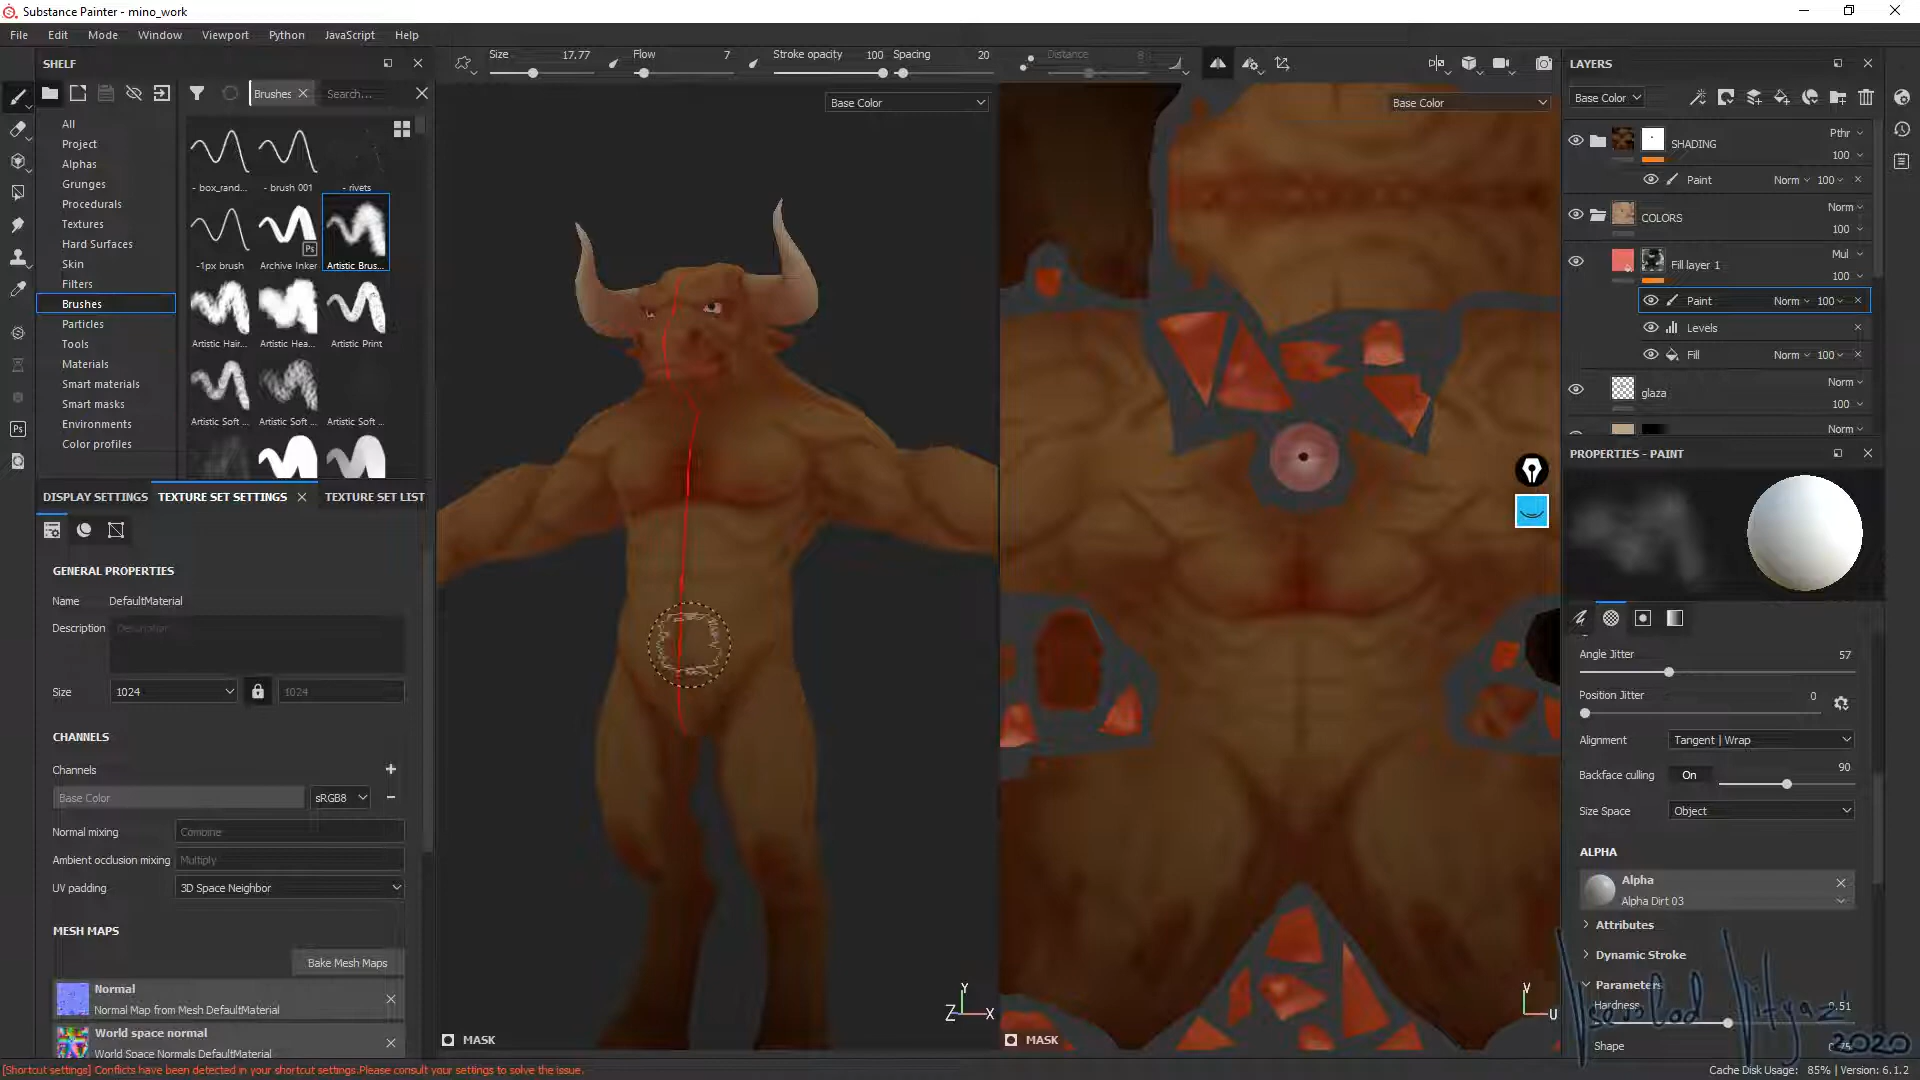 Substance Painter - mino_work
File Edit Mode Window Viewport Python JavaScript Help
SHELF
Size 17.77 Flow 7 Stroke opacity 100 Spacing 20 Distance 8
LAYERS
Brushes Search...
Base Color
Base Color
Base Color
All
Project
Alphas
Grunges
Procedurals
Textures
Hard Surfaces
Skin
Filters
Brushes
Particles
Tools
Materials
Smart materials
Smart masks
Environments
Color profiles
- box_rand... - brush 001 - rivets
-1px brush Archive Inker Artistic Brus...
Ps
Artistic Hair... Artistic Hea... Artistic Print
Artistic Soft ... Artistic Soft ... Artistic Soft ...
Ps
SHADING Pthr
100
Paint Norm 100
COLORS Norm
100
Fill layer 1 Mul
100
Paint Norm 100
Levels
Fill Norm 100
glaza Norm
100
Norm
DISPLAY SETTINGS TEXTURE SET SETTINGS TEXTURE SET LIST
GENERAL PROPERTIES
Name DefaultMaterial
Description Description
Size 1024 1024
CHANNELS
Channels
Base Color sRGB8
Normal mixing Combine
Ambient occlusion mixing Multiply
UV padding 3D Space Neighbor
MESH MAPS
Bake Mesh Maps
Normal
Normal Map from Mesh DefaultMaterial
World space normal
World Space Normals DefaultMaterial
Y
Z X
MASK
V
U
MASK
PROPERTIES - PAINT
Angle Jitter 57
Position Jitter 0
Alignment Tangent | Wrap
Backface culling On 90
Size Space Object
ALPHA
Alpha
Alpha Dirt 03
Attributes
Dynamic Stroke
Parameters
Hardness 0.51
Shape
2020
[Shortcut settings] Conflicts have been detected in your shortcut settings.Please consult your settings to solve the issue.
Cache Disk Usage: 85% | Version: 6.1.2